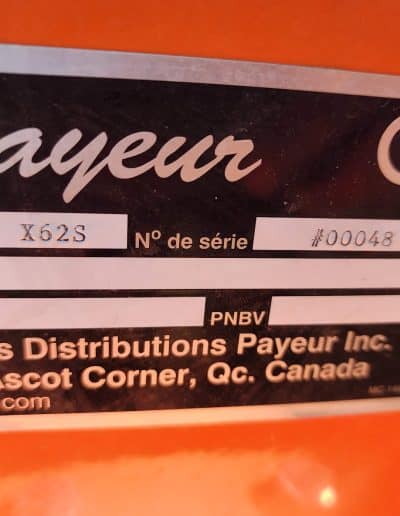 ayeur
X62S N° de série #00048
PNBV
s Distributions Payeur Inc.
Ascot Corner, Qc. Canada
.com